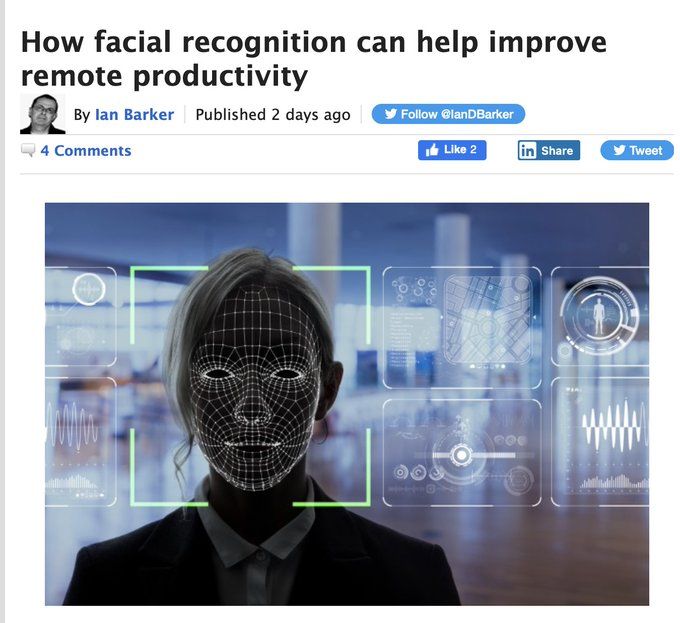 How facial recognition can help improve
remote productivity
By Ian Barker Published 2 days ago Follow @IanDBarker
4 Comments Like 2 in Share Tweet